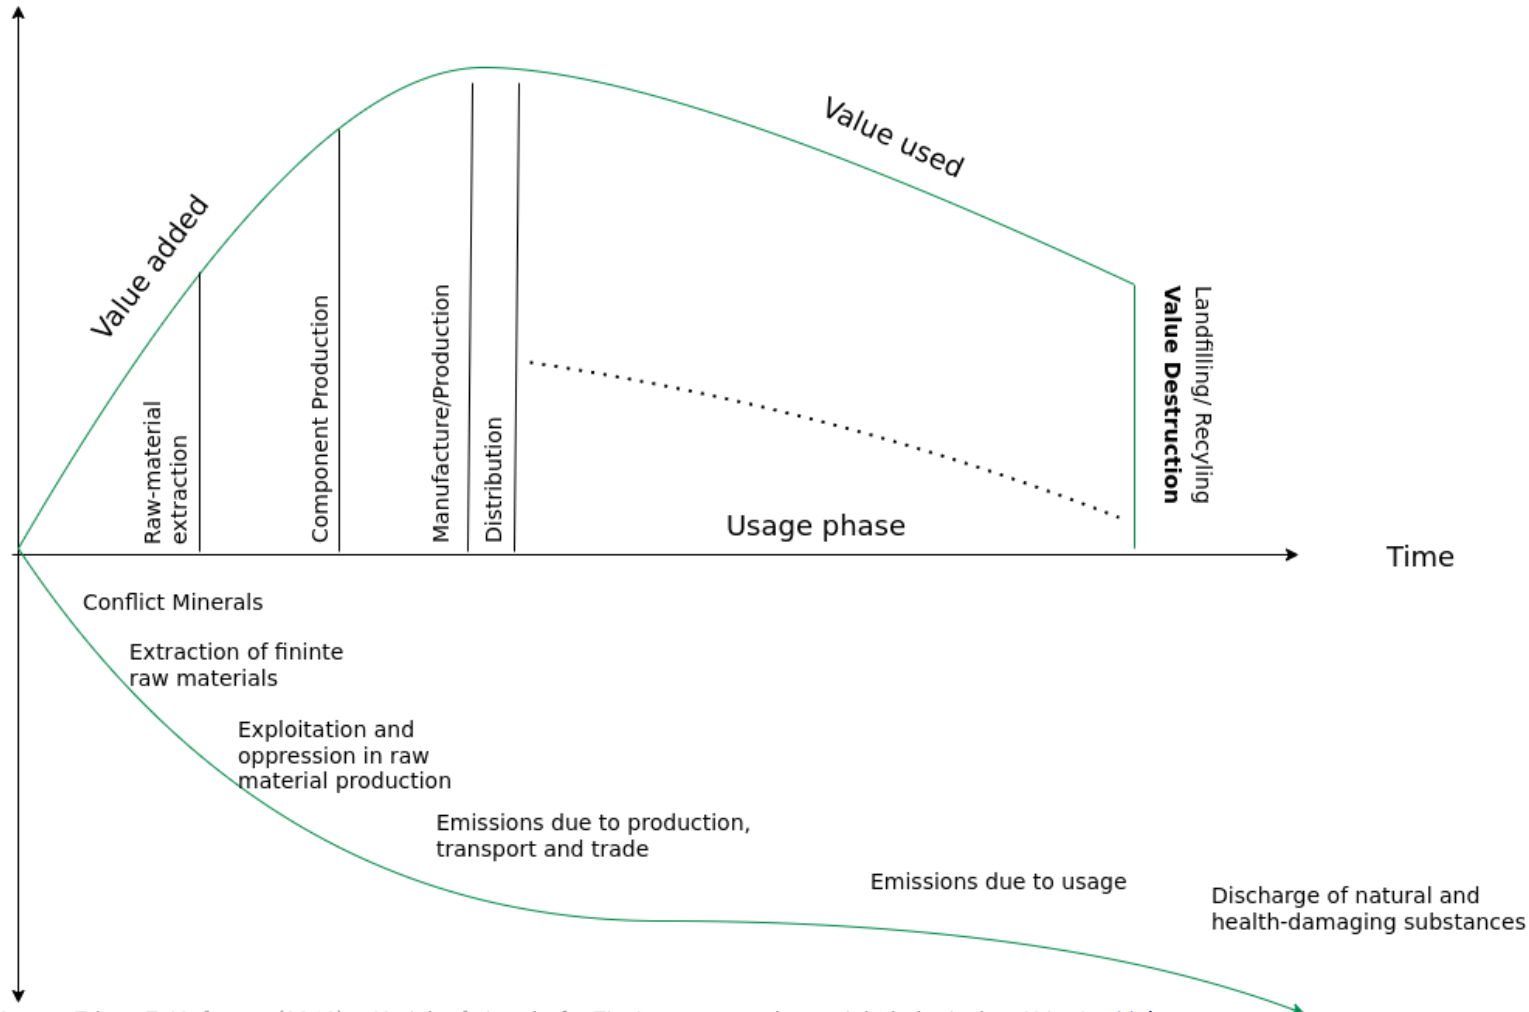 Value added
Value used
Raw-material
extraction
Component Production
Manufacture/Production
Distribution
Usage phase
Landfilling/ Recyling
Value Destruction
Time
Conflict Minerals
Extraction of fininte
raw materials
Exploitation and
oppression in raw
material production
Emissions due to production,
transport and trade
Emissions due to usage
Discharge of natural and
health-damaging substances